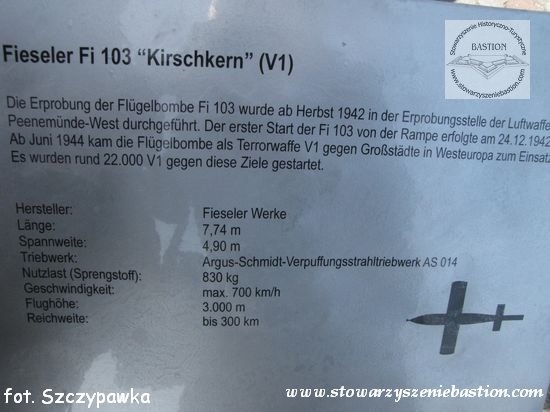 Stowarzyszenie Historyczno-Turystyczne
BASTION
www.stowarzyszeniebastion.com
Fieseler Fi 103 “Kirschkern” (V1)
Die Erprobung der Flügelbombe Fi 103 wurde ab Herbst 1942 in der Erprobungsstelle der Luftwaffe
Peenemünde-West durchgeführt. Der erster Start der Fi 103 von der Rampe erfolgte am 24.12.1942
Ab Juni 1944 kam die Flügelbombe als Terrorwaffe V1 gegen Großstädte in Westeuropa zum Einsatz
Es wurden rund 22.000 V1 gegen diese Ziele gestartet.
Hersteller: Fieseler Werke
Länge: 7,74 m
Spannweite: 4,90 m
Triebwerk: Argus-Schmidt-Verpuffungsstrahltriebwerk AS 014
Nutzlast (Sprengstoff): 830 kg
Geschwindigkeit: max. 700 km/h
Flughöhe: 3.000 m
Reichweite: bis 300 km
fot. Szczypawka
www.stowarzyszeniebastion.com